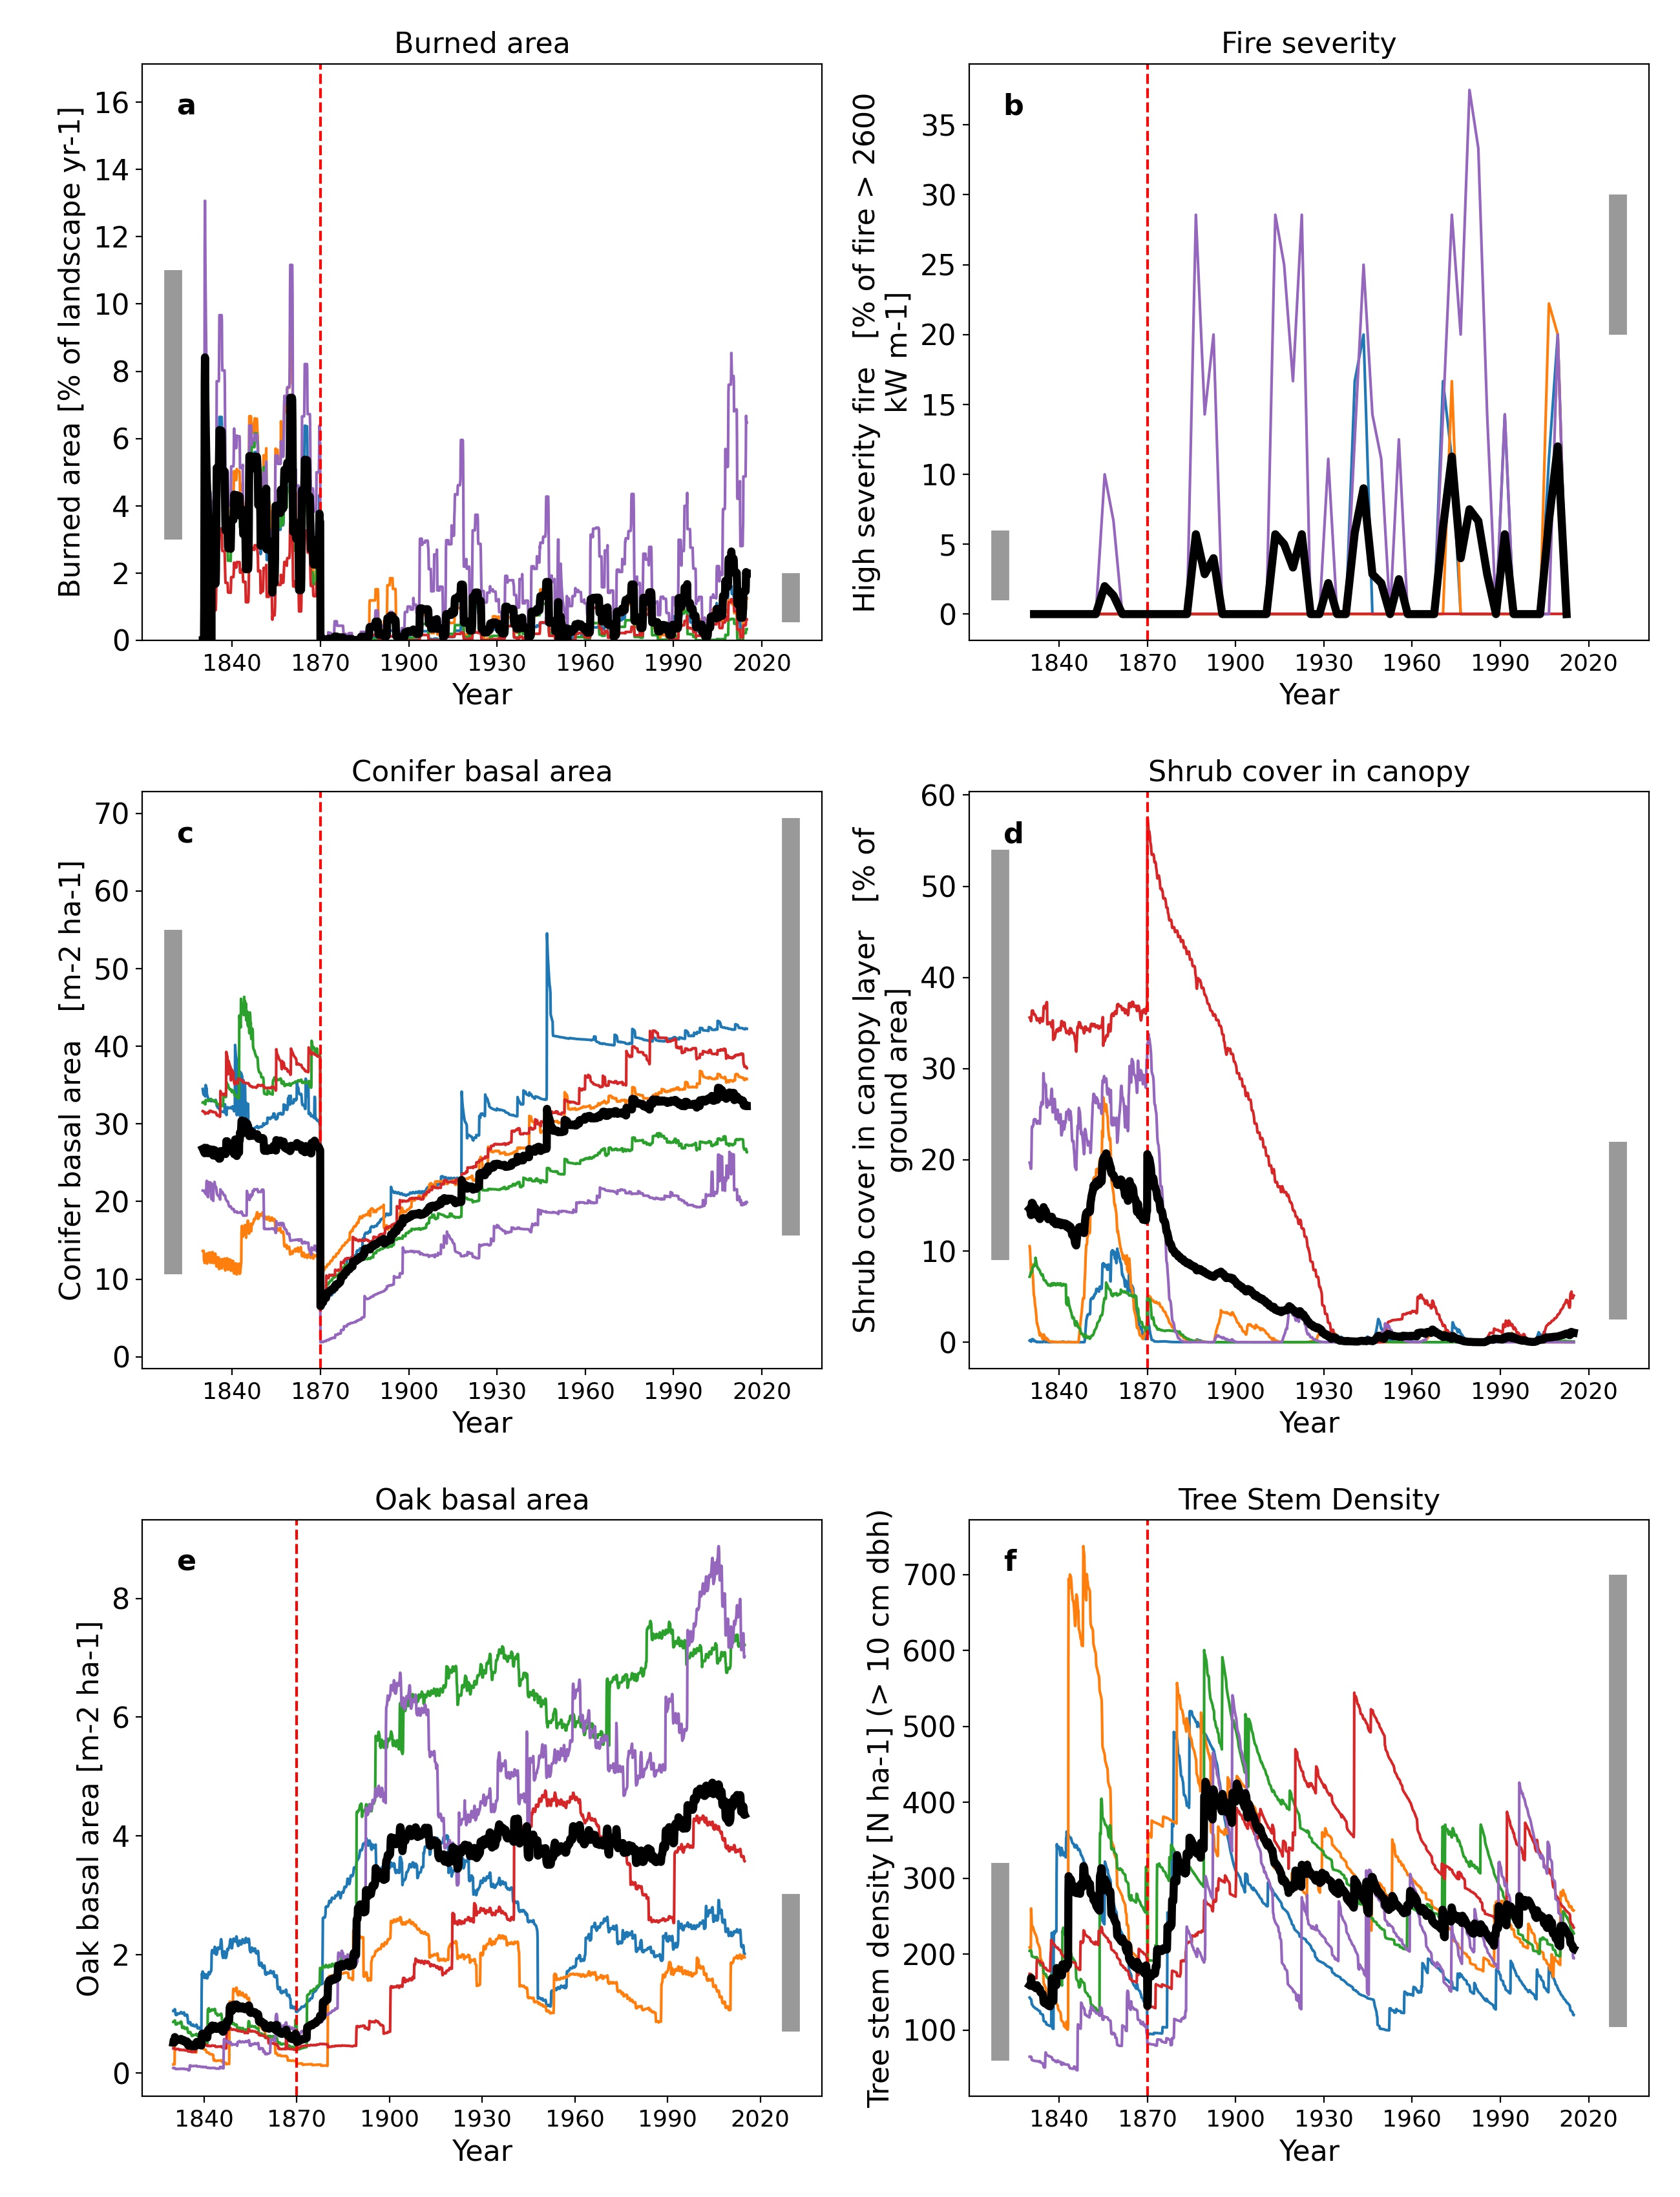 Burned area
a
Burned area [% of landscape yr-1]
16
14
12
10
8
6
4
2
0
1840 1870 1900 1930 1960 1990 2020
Year
Fire severity
b
High severity fire [% of fire > 2600
kW m-1]
35
30
25
20
15
10
5
0
1840 1870 1900 1930 1960 1990 2020
Year
Conifer basal area
c
Conifer basal area [m-2 ha-1]
70
60
50
40
30
20
10
0
1840 1870 1900 1930 1960 1990 2020
Year
Shrub cover in canopy
d
Shrub cover in canopy layer [% of
ground area]
60
50
40
30
20
10
0
1840 1870 1900 1930 1960 1990 2020
Year
Oak basal area
e
Oak basal area [m-2 ha-1]
8
6
4
2
0
1840 1870 1900 1930 1960 1990 2020
Year
Tree Stem Density
f
Tree stem density [N ha-1] (> 10 cm dbh)
700
600
500
400
300
200
100
1840 1870 1900 1930 1960 1990 2020
Year